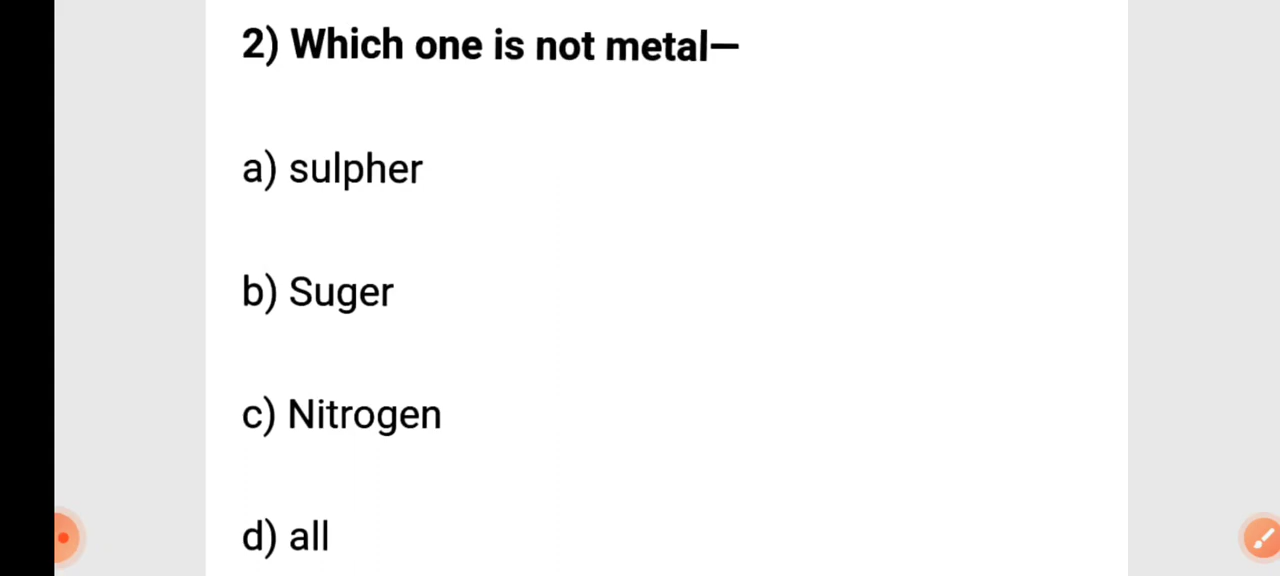 2) Which one is not metal—
a) sulpher
b) Suger
c) Nitrogen
d) all